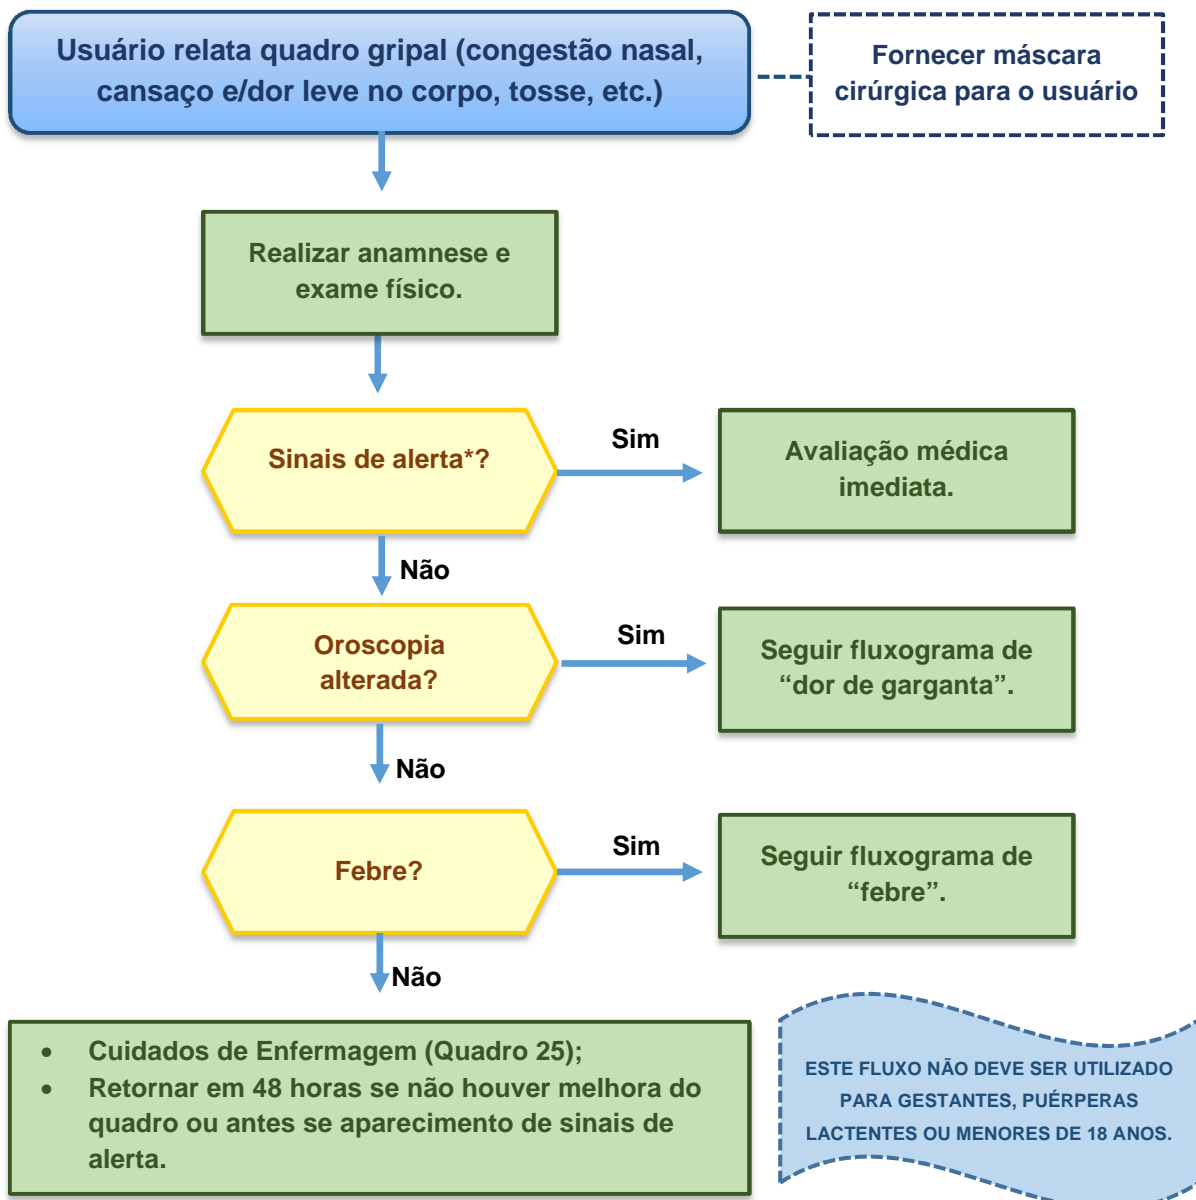 Usuário relata quadro gripal (congestão nasal,
cansaço e/dor leve no corpo, tosse, etc.)
Fornecer máscara
cirúrgica para o usuário
Realizar anamnese e
exame físico.
Sinais de alerta*?
Sim
Avaliação médica
imediata.
Não
Oroscopia
alterada?
Sim
Seguir fluxograma de
“dor de garganta”.
Não
Febre?
Sim
Seguir fluxograma de
“febre”.
Não
• Cuidados de Enfermagem (Quadro 25);
• Retornar em 48 horas se não houver melhora do
quadro ou antes se aparecimento de sinais de
alerta.
ESTE FLUXO NÃO DEVE SER UTILIZADO
PARA GESTANTES, PUÉRPERAS
LACTENTES OU MENORES DE 18 ANOS.